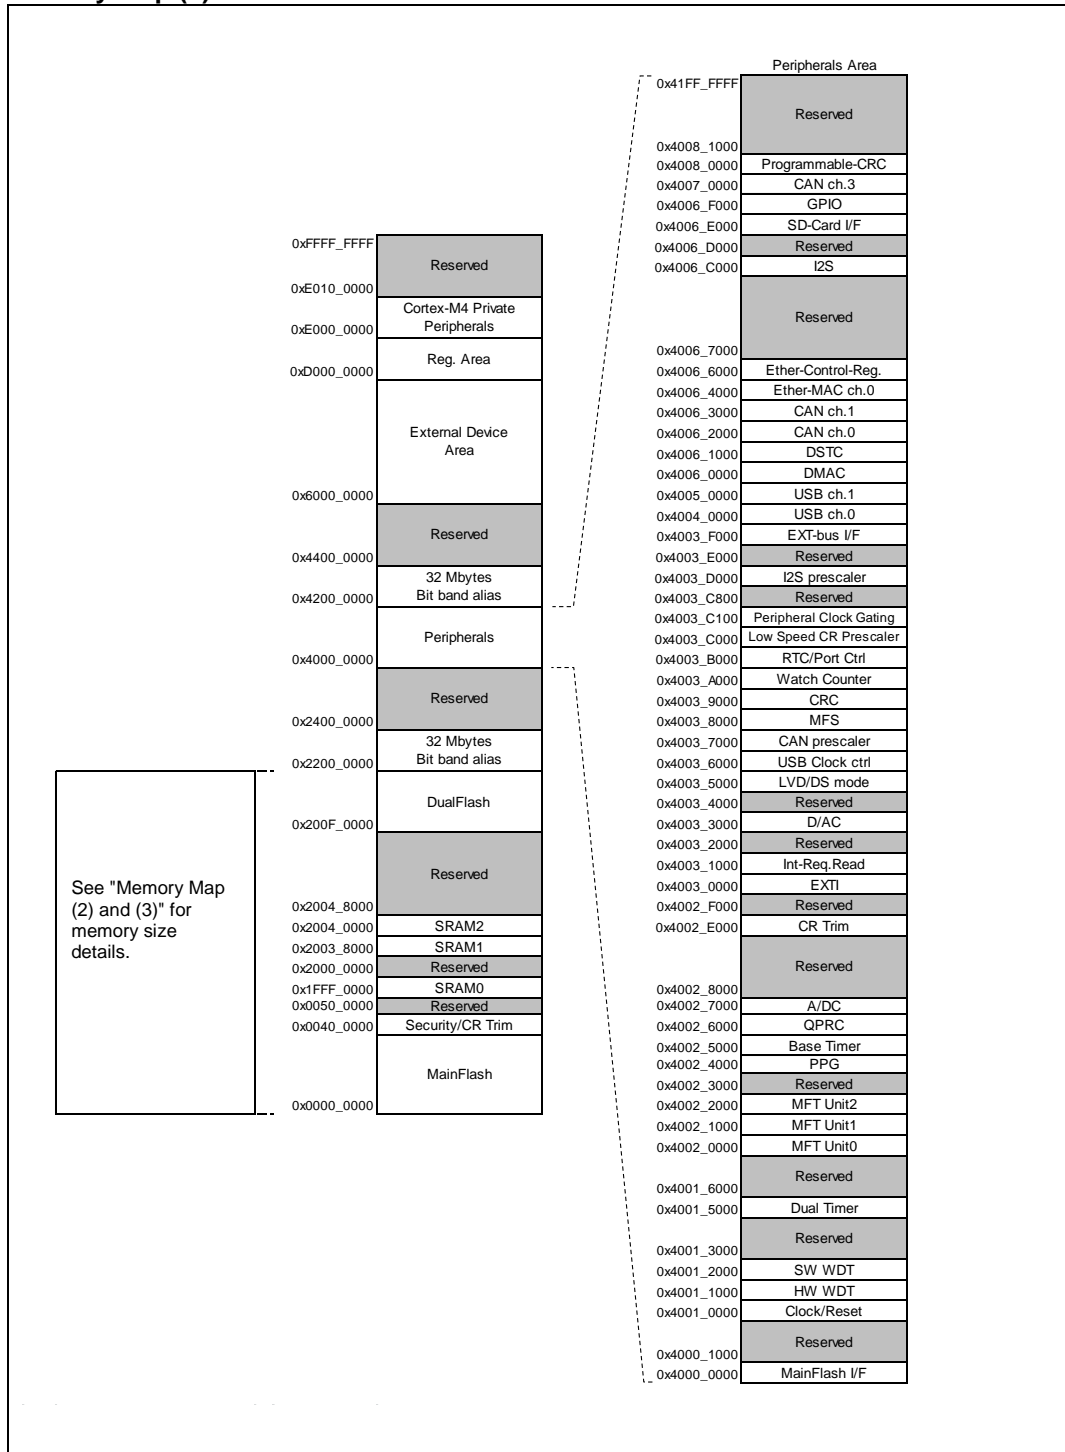 Peripherals Area
0x41FF_FFFF
Reserved
0x4008_1000
0x4008_0000 Programmable-CRC
0x4007_0000 CAN ch.3
0x4006_F000 GPIO
0x4006_E000 SD-Card I/F
0x4006_D000 Reserved
0x4006_C000 I2S
Reserved
0x4006_7000
0x4006_6000 Ether-Control-Reg.
0x4006_4000 Ether-MAC ch.0
0x4006_3000 CAN ch.1
0x4006_2000 CAN ch.0
0x4006_1000 DSTC
0x4006_0000 DMAC
0x4005_0000 USB ch.1
0x4004_0000 USB ch.0
0x4003_F000 EXT-bus I/F
0x4003_E000 Reserved
0x4003_D000 I2S prescaler
0x4003_C800 Reserved
0x4003_C100 Peripheral Clock Gating
0x4003_C000 Low Speed CR Prescaler
0x4003_B000 RTC/Port Ctrl
0x4003_A000 Watch Counter
0x4003_9000 CRC
0x4003_8000 MFS
0x4003_7000 CAN prescaler
0x4003_6000 USB Clock ctrl
0x4003_5000 LVD/DS mode
0x4003_4000 Reserved
0x4003_3000 D/AC
0x4003_2000 Reserved
0x4003_1000 Int-Req.Read
0x4003_0000 EXTI
0x4002_F000 Reserved
0x4002_E000 CR Trim
Reserved
0x4002_8000
0x4002_7000 A/DC
0x4002_6000 QPRC
0x4002_5000 Base Timer
0x4002_4000 PPG
0x4002_3000 Reserved
0x4002_2000 MFT Unit2
0x4002_1000 MFT Unit1
0x4002_0000 MFT Unit0
Reserved
0x4001_6000
0x4001_5000 Dual Timer
Reserved
0x4001_3000
0x4001_2000 SW WDT
0x4001_1000 HW WDT
0x4001_0000 Clock/Reset
Reserved
0x4000_1000
0x4000_0000 MainFlash I/F
0xFFFF_FFFF
Reserved
0xE010_0000
Cortex-M4 Private
0xE000_0000 Peripherals
Reg. Area
0xD000_0000
External Device
Area
0x6000_0000
Reserved
0x4400_0000
32 Mbytes
0x4200_0000 Bit band alias
Peripherals
0x4000_0000
Reserved
0x2400_0000
32 Mbytes
0x2200_0000 Bit band alias
DualFlash
0x200F_0000
Reserved
0x2004_8000
0x2004_0000 SRAM2
0x2003_8000 SRAM1
0x2000_0000 Reserved
0x1FFF_0000 SRAM0
0x0050_0000 Reserved
0x0040_0000 Security/CR Trim
MainFlash
0x0000_0000
See "Memory Map
(2) and (3)" for
memory size
details.